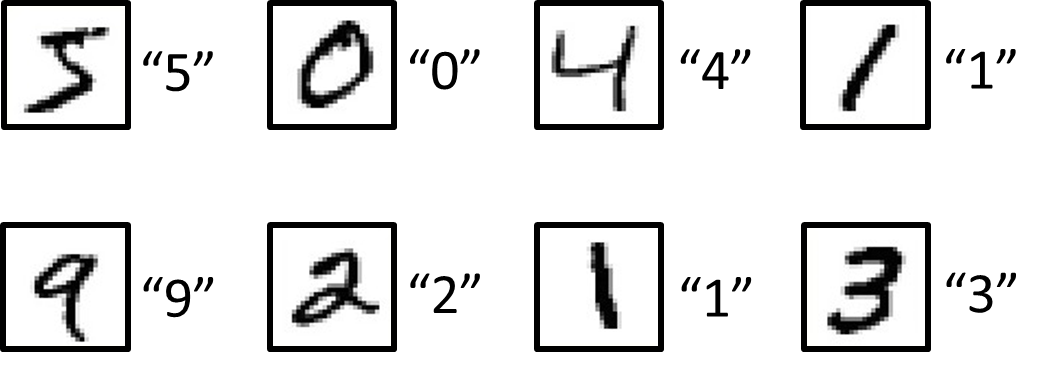 5 “5” 0 “0” 4 “4” 1 “1”
9 “9” 2 “2” 1 “1” 3 “3”